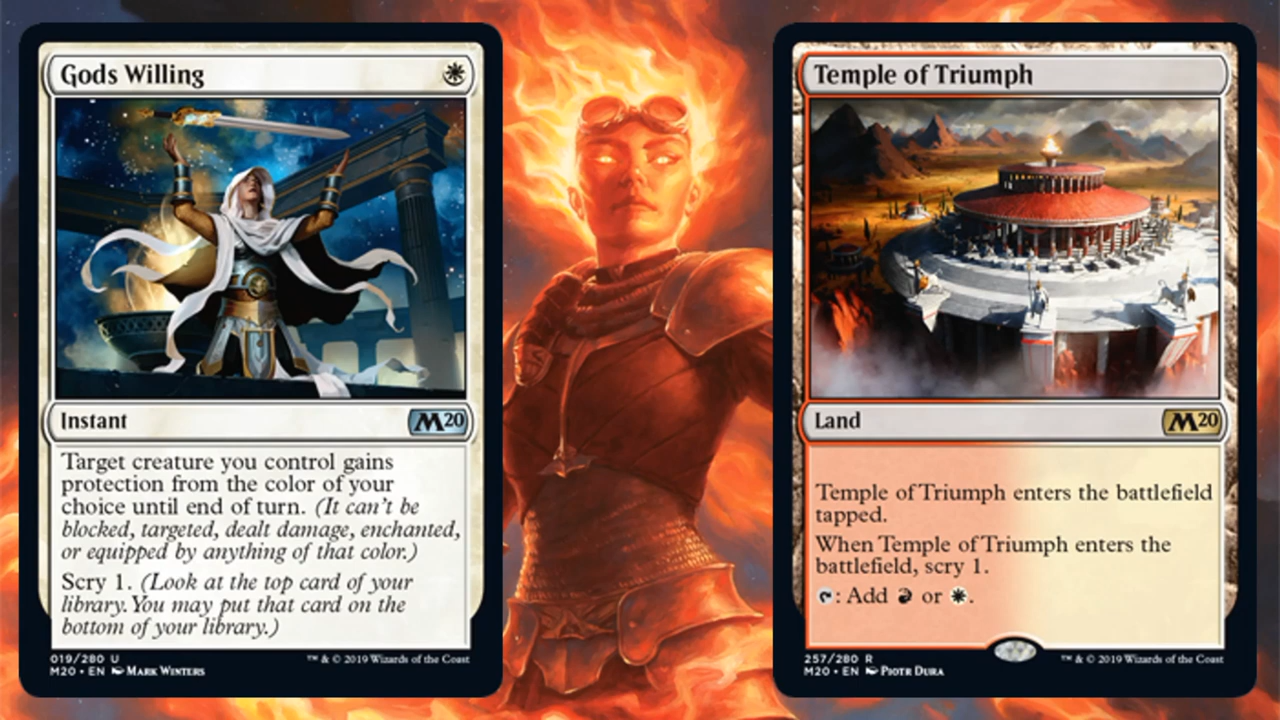 Gods Willing
Instant
M20
Target creature you control gains
protection from the color of your
choice until end of turn. (It can't be
blocked, targeted, dealt damage, enchanted,
or equipped by anything of that color.)
Scry 1. (Look at the top card of your
library. You may put that card on the
bottom of your library.)
019/280 U
M20 • EN Mark Winters
™ & © 2019 Wizards of the Coast
Temple of Triumph
Land
M20
Temple of Triumph enters the battlefield
tapped.
When Temple of Triumph enters the
battlefield, scry 1.
: Add or .
257/280 R
M20 • EN Piotr Dura
™ & © 2019 Wizards of the Coast